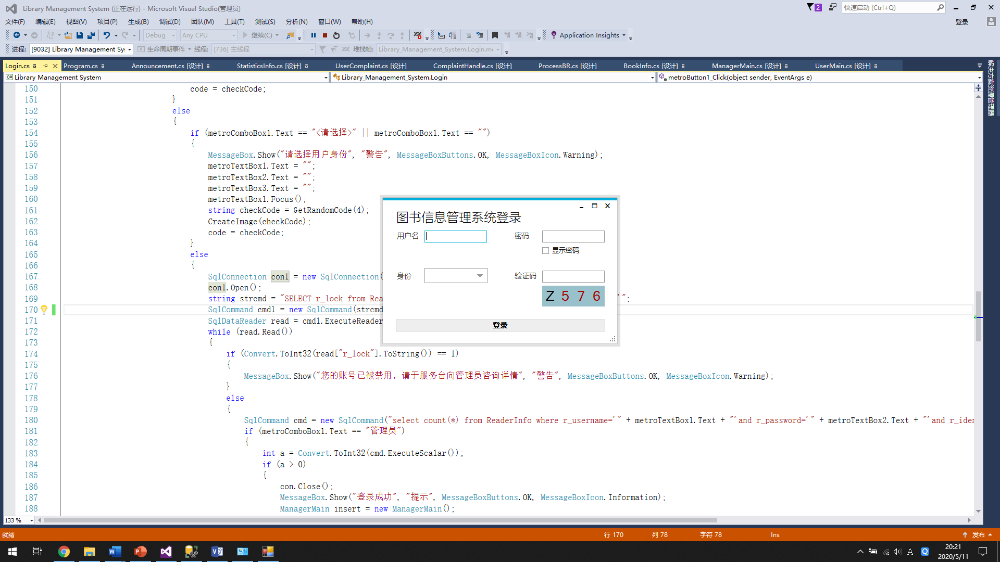 Library Management System (正在运行) - Microsoft Visual Studio(管理员)
2
快速启动 (Ctrl+Q)
文件(F) 编辑(E) 视图(V) 项目(P) 生成(B) 调试(D) 团队(M) 工具(T) 测试(S) 分析(N) 窗口(W) 帮助(H)
登录
Debug Any CPU 继续(C) Application Insights
进程: [9032] Library Management Sy: 生命周期事件 线程: [736] 主线程 堆栈帧: Library_Management_System.Login.me
Login.cs Program.cs Announcement.cs [设计] StatisticsInfo.cs [设计] UserComplaint.cs [设计] ComplaintHandle.cs [设计] ProcessBR.cs [设计] BookInfo.cs [设计] ManagerMain.cs [设计] UserMain.cs [设计]
解决方案资源管理器
C# Library Management System Library_Management_System.Login metroButton1_Click(object sender, EventArgs e)
150 code = checkCode;
151 }
152 else
153 {
154 if (metroComboBox1.Text == "<请选择>" || metroComboBox1.Text == "")
155 {
156 MessageBox.Show("请选择用户身份", "警告", MessageBoxButtons.OK, MessageBoxIcon.Warning);
157 metroTextBox1.Text = "";
158 metroTextBox2.Text = "";
159 metroTextBox3.Text = "";
160 metroTextBox1.Focus();
161 string checkCode = GetRandomCode(4);
162 CreateImage(checkCode);
163 code = checkCode;
164 }
165 else
166 {
167 SqlConnection con1 = new SqlConnection(
168 con1.Open();
169 string strcmd = "SELECT r_lock from Rea '";
170 SqlCommand cmd1 = new SqlCommand(strcmd
171 SqlDataReader read = cmd1.ExecuteReader
172 while (read.Read())
173 {
174 if (Convert.ToInt32(read["r_lock"].ToString()) == 1)
175 {
176 MessageBox.Show("您的账号已被禁用，请于服务台向管理员咨询详情", "警告", MessageBoxButtons.OK, MessageBoxIcon.Warning);
177 }
178 else
179 {
180 SqlCommand cmd = new SqlCommand("select count(*) from ReaderInfo where r_username='" + metroTextBox1.Text + "'and r_password='" + metroTextBox2.Text + "'and r_iden
181 if (metroComboBox1.Text == "管理员")
182 {
183 int a = Convert.ToInt32(cmd.ExecuteScalar());
184 if (a > 0)
185 {
186 con.Close();
187 MessageBox.Show("登录成功", "提示", MessageBoxButtons.OK, MessageBoxIcon.Information);
188 ManagerMain insert = new ManagerMain();
图书信息管理系统登录
用户名 密码
显示密码
身份 验证码
Z 5 7 6
登录
133 %
就绪 行 170 列 78 字符 78 Ins 发布
A
20:21
2020/5/11